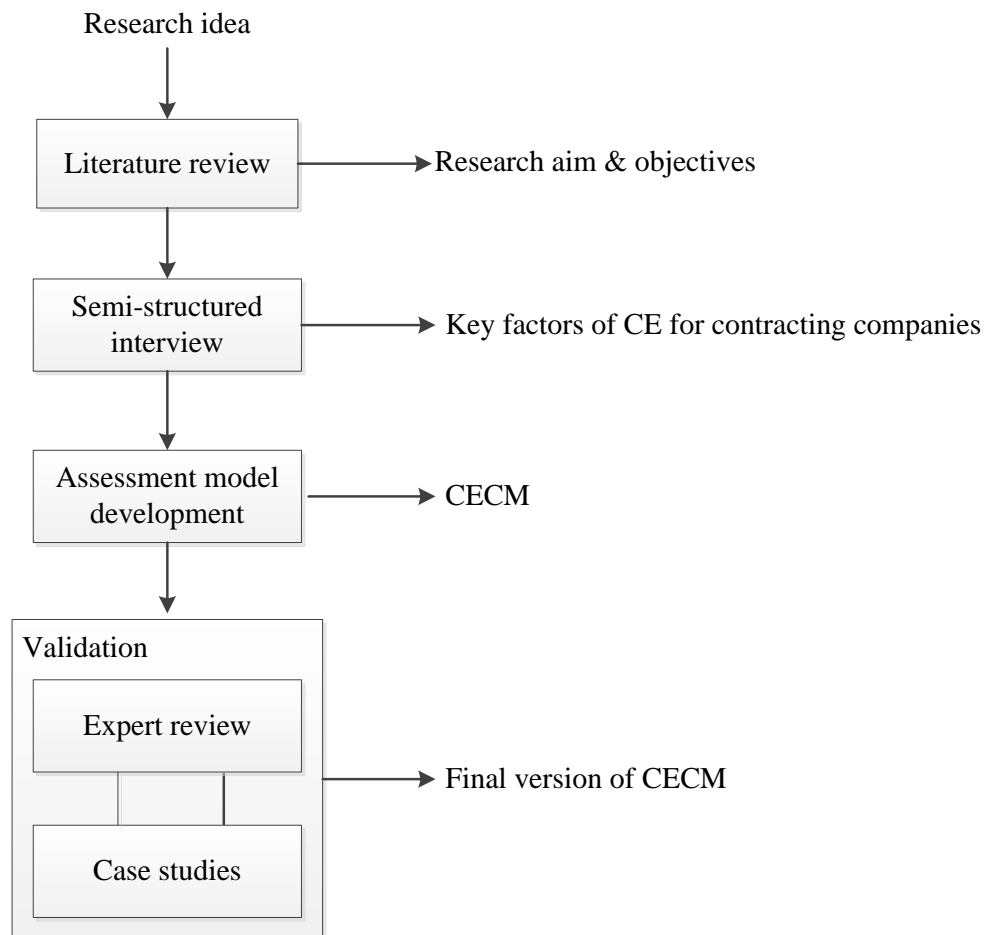 Research idea
Literature review
Research aim & objectives
Semi-structured
interview
Key factors of CE for contracting companies
Assessment model
development
CECM
Validation
Expert review
Case studies
Final version of CECM